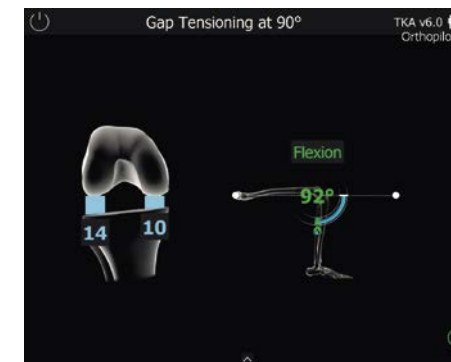 Gap Tensioning at 90°
TKA v6.0
Orthopilo
Flexion
92°
14
10